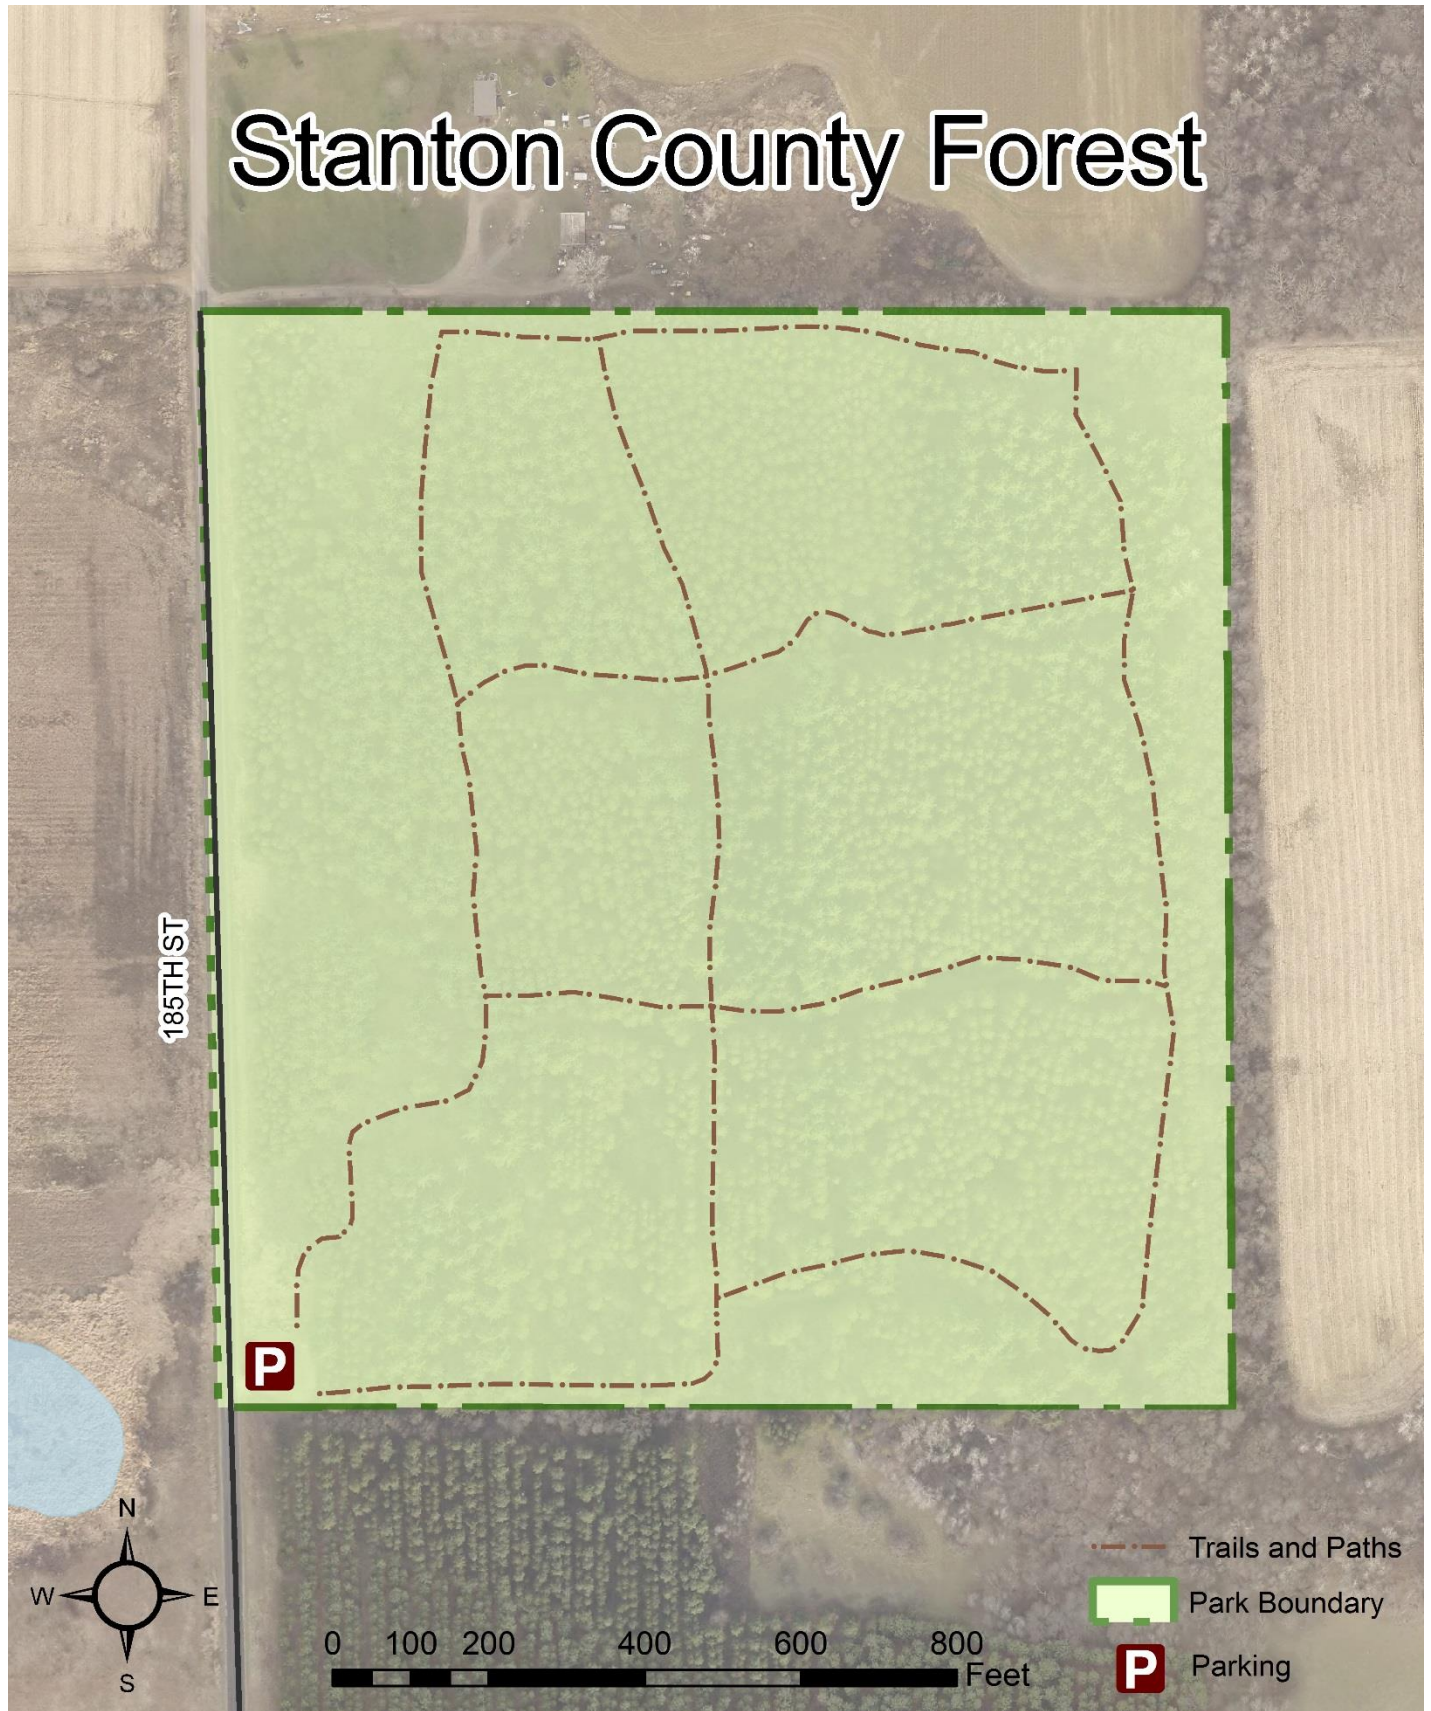 Stanton County Forest
185TH ST
P
N
W E
S
0 100 200 400 600 800
Feet
Trails and Paths
Park Boundary
P Parking